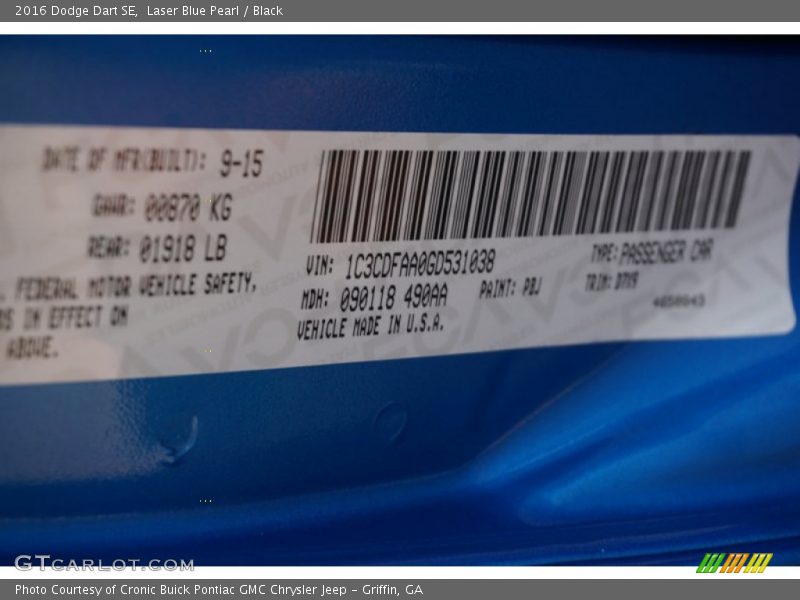 2016 Dodge Dart SE, Laser Blue Pearl / Black
DATE OF MFR(BUILT): 9-15
GAWR: 00870 KG
REAR: 01918 LB
FEDERAL MOTOR VEHICLE SAFETY,
IN EFFECT ON
ABOVE.
VIN: 1C3CDFAA0GD531038
MDH: 090118 490AA
PAINT: PBJ
VEHICLE MADE IN U.S.A.
TYPE: PASSENGER CAR
TRIM:
GTcarlot.com
Photo Courtesy of Cronic Buick Pontiac GMC Chrysler Jeep - Griffin, GA